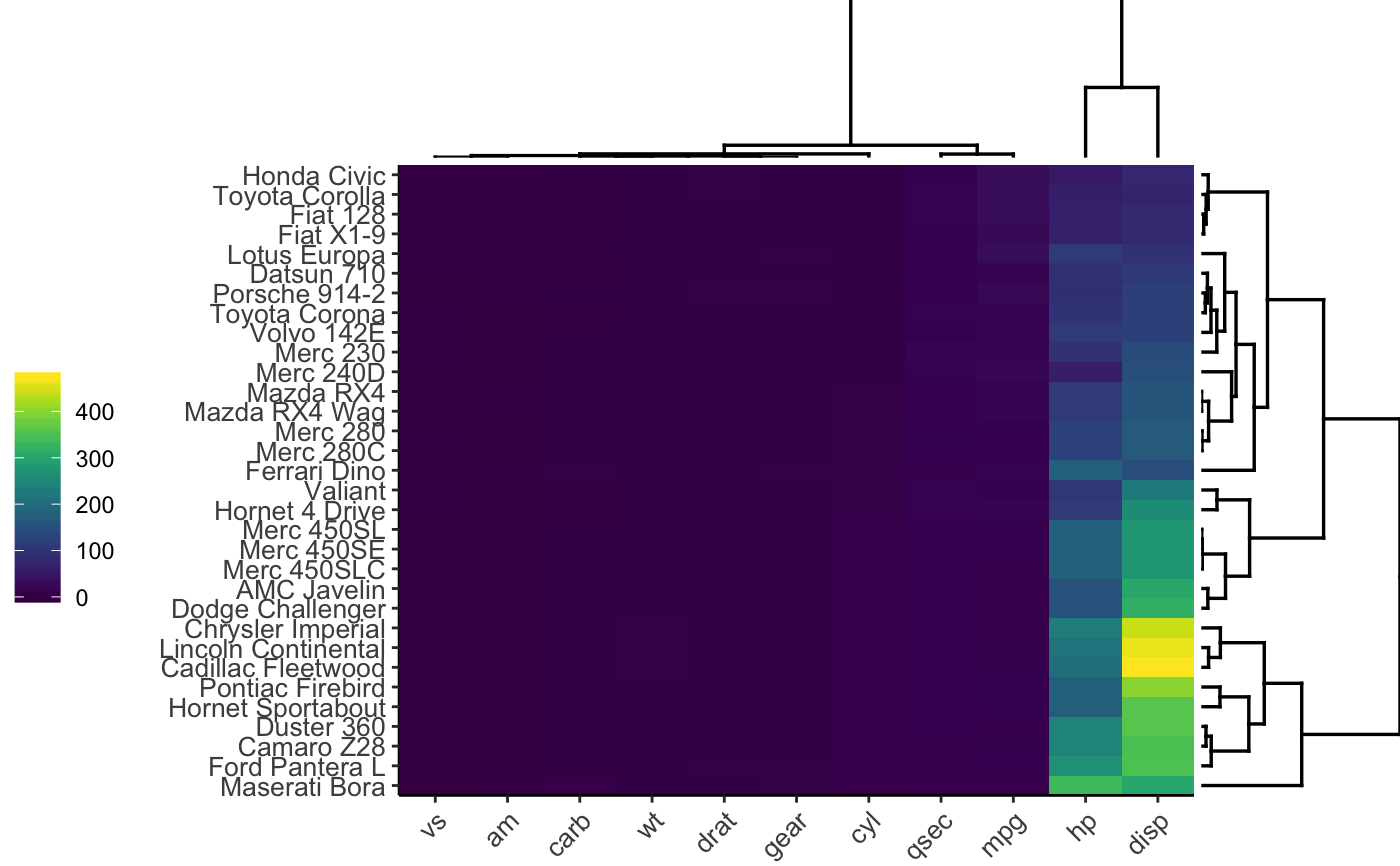 Honda Civic
Toyota Corolla
Fiat 128
Fiat X1-9
Lotus Europa
Datsun 710
Porsche 914-2
Toyota Corona
Volvo 142E
Merc 230
Merc 240D
Mazda RX4
Mazda RX4 Wag
Merc 280
Merc 280C
Ferrari Dino
Valiant
Hornet 4 Drive
Merc 450SL
Merc 450SE
Merc 450SLC
AMC Javelin
Dodge Challenger
Chrysler Imperial
Lincoln Continental
Cadillac Fleetwood
Pontiac Firebird
Hornet Sportabout
Duster 360
Camaro Z28
Ford Pantera L
Maserati Bora
400
300
200
100
0
vs am carb wt drat gear cyl qsec mpg hp disp